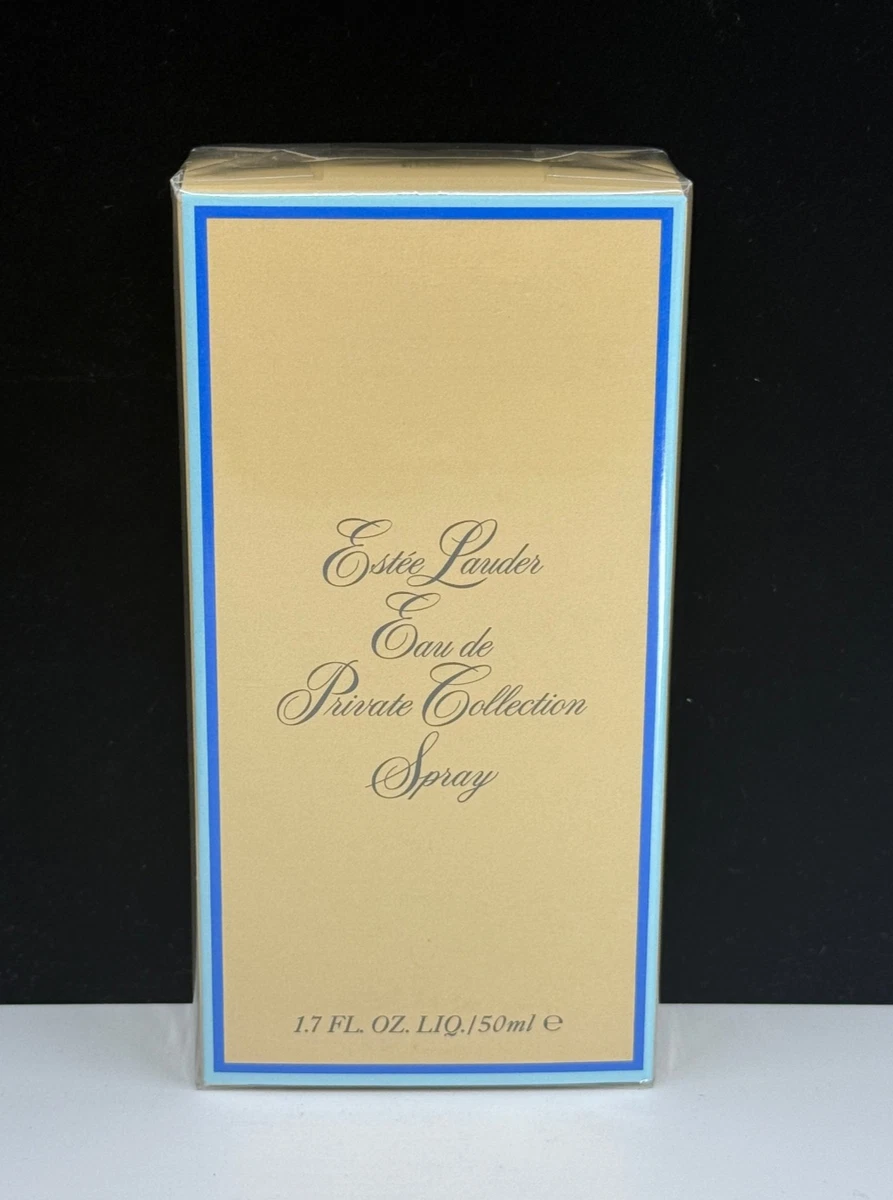 Estée Lauder
Eau de
Private Collection
Spray
1.7 FL. OZ. LIQ./50ml ℮